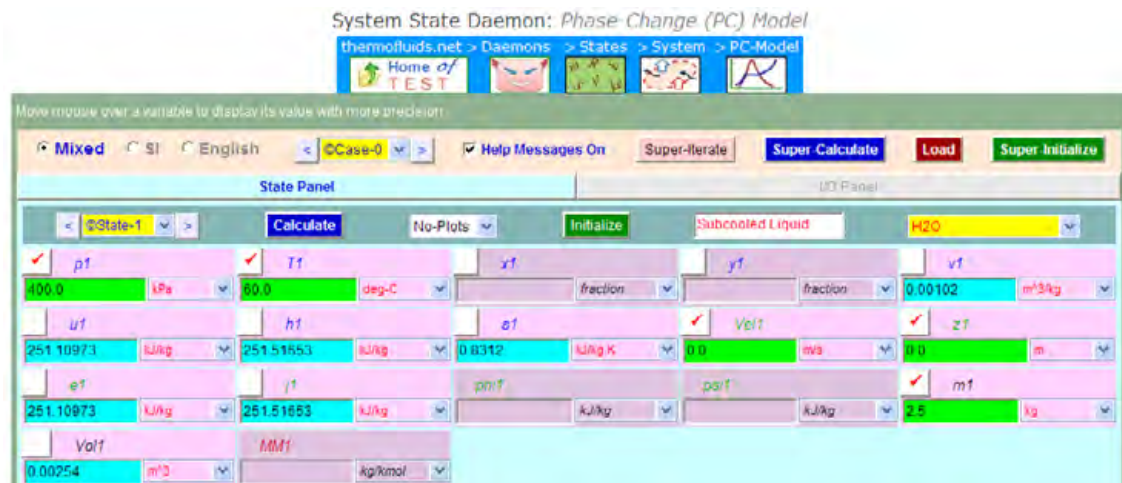 System State Daemon: Phase Change (PC) Model
thermofluids.net > Daemons > States > System > PC-Model
Home of
TEST
Move mouse over a variable to display its value with more precision.
Mixed SI English < ©Case-0 > Help Messages On Super-Iterate Super-Calculate Load Super-Initialize
State Panel I/O Panel
< ©State-1 > Calculate No-Plots Initialize Subcooled Liquid H2O
p1 T1 x1 y1 v1
400.0 kPa 60.0 deg-C fraction fraction 0.00102 m^3/kg
u1 h1 s1 Vel1 z1
251.10973 kJ/kg 251.51653 kJ/kg 0.8312 kJ/kg.K 0.0 m/s 0.0 m
e1 j1 phi1 psi1 m1
251.10973 kJ/kg 251.51653 kJ/kg kJ/kg kJ/kg 2.5 kg
Vol1 MM1
0.00254 m^3 kg/kmol